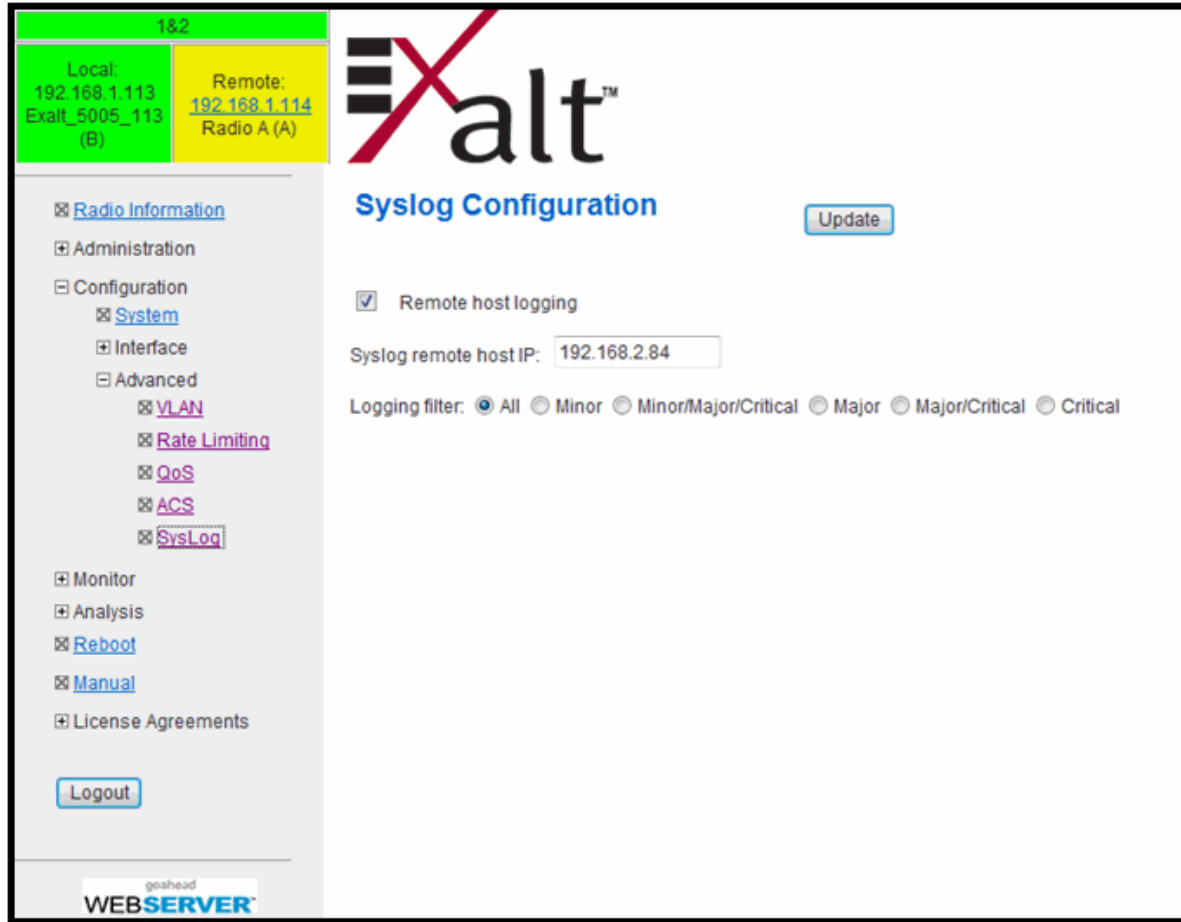 1&2
Local:
192.168.1.113
Exalt_5005_113
(B)
Remote:
192.168.1.114
Radio A (A)
Exalt™
Syslog Configuration
Update
Radio Information
Administration
Configuration
System
Interface
Advanced
VLAN
Rate Limiting
QoS
ACS
SysLog
Monitor
Analysis
Reboot
Manual
License Agreements
Logout
Remote host logging
Syslog remote host IP: 192.168.2.84
Logging filter: All Minor Minor/Major/Critical Major Major/Critical Critical
goahead
WEBSERVER